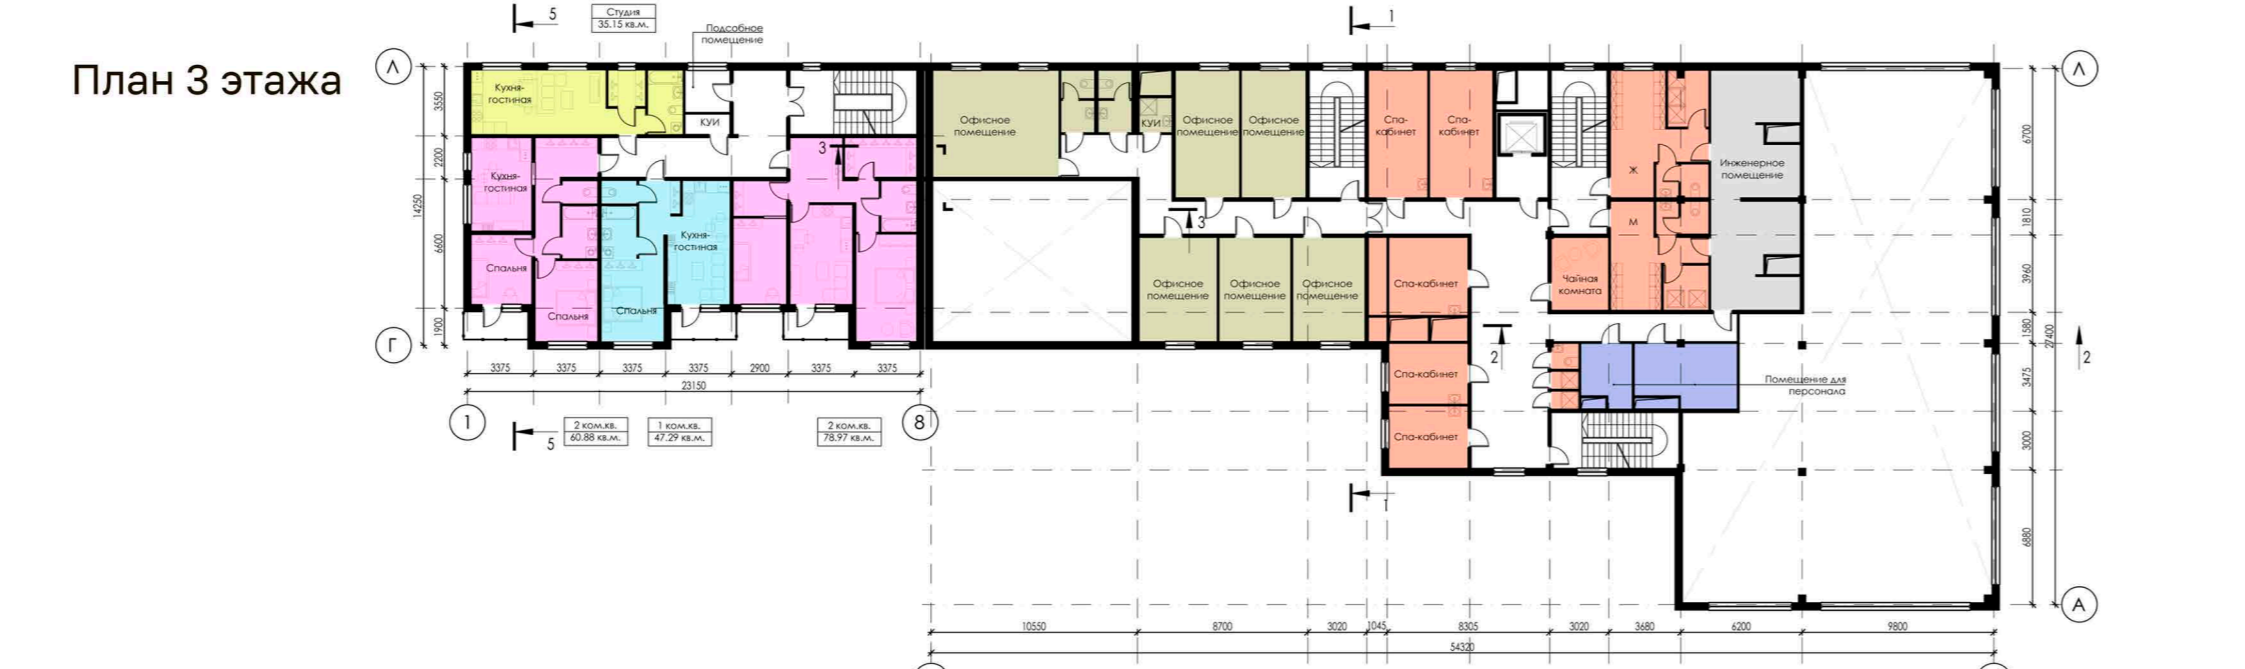 План 3 этажа
5
Студия
35.15 кв.м.
Подсобное
помещение
1
Л
Л
Кухня-
гостиная
КУИ
Офисное
помещение
КУИ
Офисное
помещение
Офисное
помещение
Спа-
кабинет
Спа-
кабинет
Ж
Инженерное
помещение
3550
2200
14250
6600
1900
6700
1810
3960
1580
27400
3475
3000
6880
3
Кухня-
гостиная
Кухня-
гостиная
Спальня
Спальня
Спальня
3
М
Офисное
помещение
Офисное
помещение
Офисное
помещение
Спа-кабинет
Чайная
комната
Г
2
2
Спа-кабинет
Помещение для
персонала
3375
3375
3375
3375
2900
3375
3375
23150
1
8
5
2 ком.кв.
60.88 кв.м.
1 ком.кв.
47.29 кв.м.
2 ком.кв.
78.97 кв.м.
Спа-кабинет
1
А
10550
8700
3020
1045
8305
3020
3680
6200
9800
54320